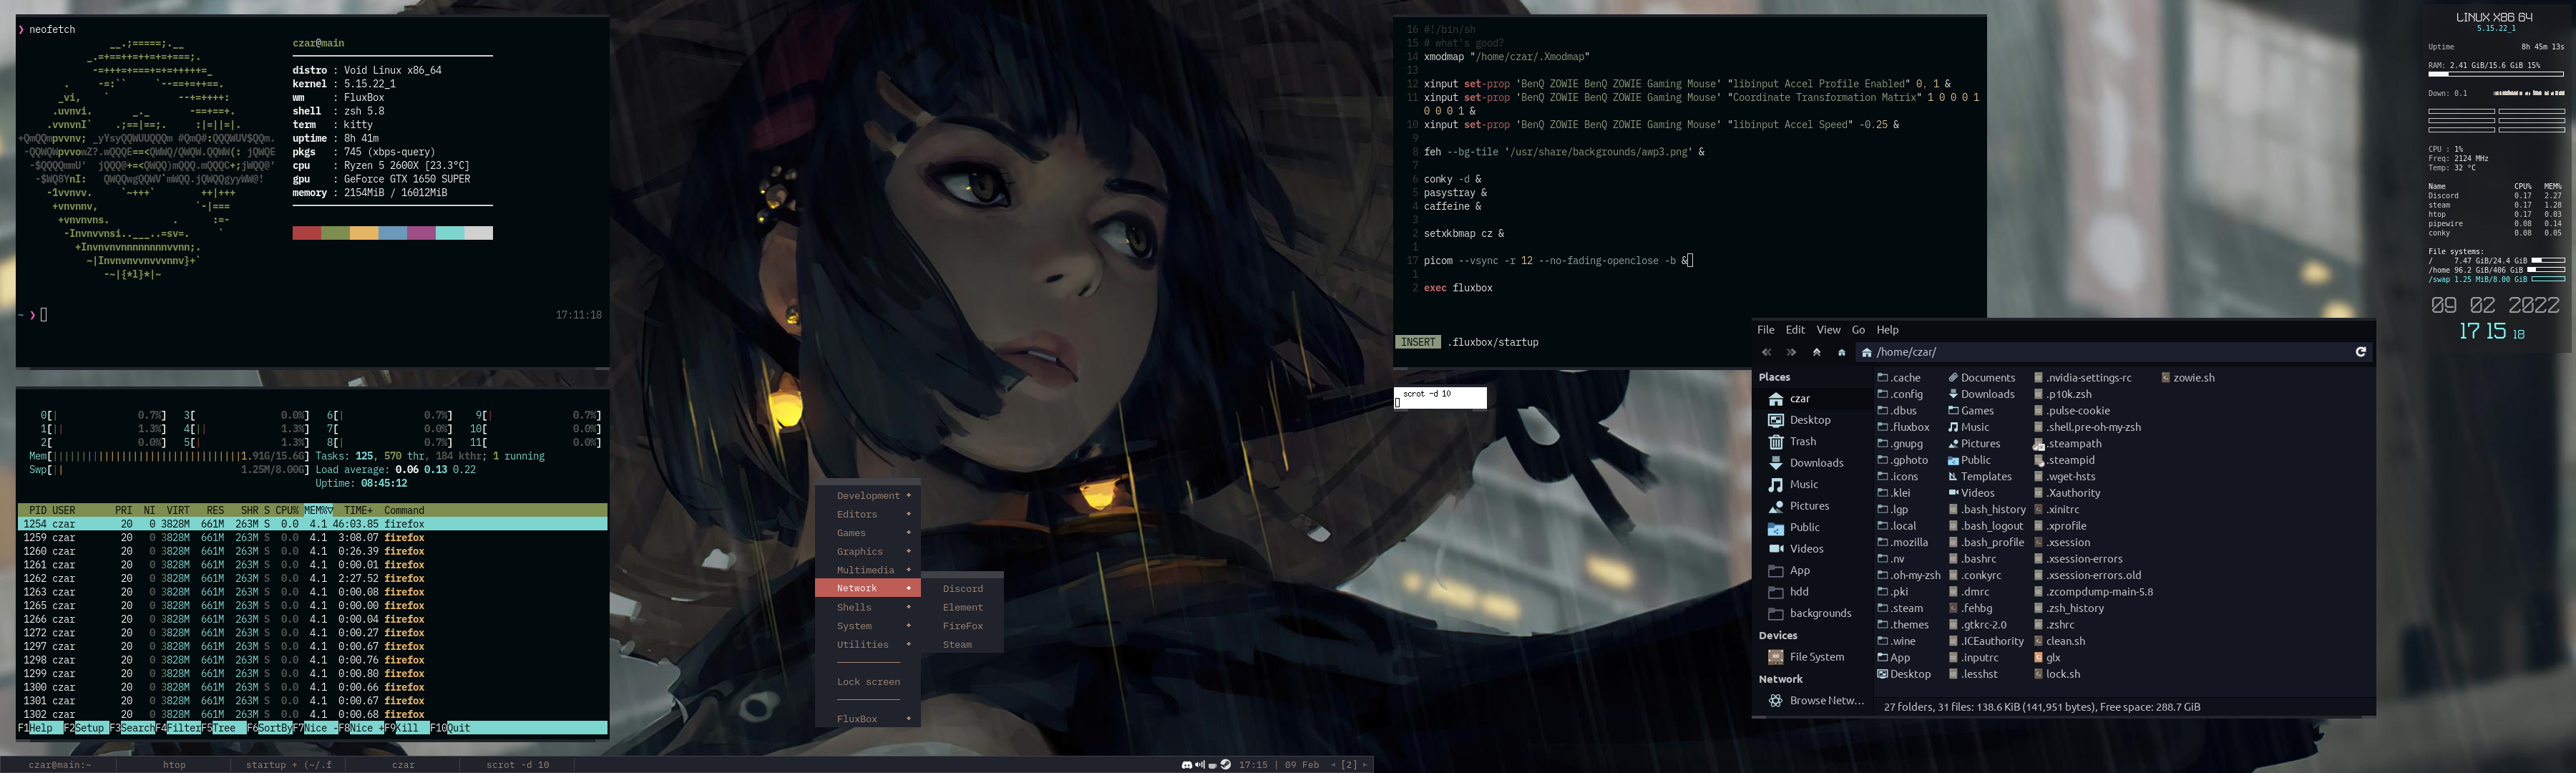 ❯ neofetch
czar@main
distro : Void Linux x86_64
kernel : 5.15.22_1
wm : FluxBox
shell : zsh 5.8
term : kitty
uptime : 8h 41m
pkgs : 745 (xbps-query)
cpu : Ryzen 5 2600X [23.3°C]
gpu : GeForce GTX 1650 SUPER
memory : 2154MiB / 16012MiB
~ ❯
17:11:18
0[| 0.7%] 3[ 0.0%] 6[| 0.7%] 9[| 0.7%]
1[|| 1.3%] 4[|| 1.3%] 7[ 0.0%] 10[ 0.0%]
2[ 0.0%] 5[| 1.3%] 8[| 0.7%] 11[ 0.0%]
Mem[ 1.91G/15.6G] Tasks: 125, 570 thr, 184 kthr; 1 running
Swp[|| 1.25M/8.00G] Load average: 0.06 0.13 0.22
Uptime: 08:45:12
PID USER PRI NI VIRT RES SHR S CPU% MEM%▽ TIME+ Command
1254 czar 20 0 3828M 661M 263M S 0.0 4.1 46:03.85 firefox
1259 czar 20 0 3828M 661M 263M S 0.0 4.1 3:08.07 firefox
1260 czar 20 0 3828M 661M 263M S 0.0 4.1 0:26.39 firefox
1261 czar 20 0 3828M 661M 263M S 0.0 4.1 0:00.01 firefox
1262 czar 20 0 3828M 661M 263M S 0.0 4.1 2:27.52 firefox
1263 czar 20 0 3828M 661M 263M S 0.0 4.1 0:00.08 firefox
1265 czar 20 0 3828M 661M 263M S 0.0 4.1 0:00.00 firefox
1266 czar 20 0 3828M 661M 263M S 0.0 4.1 0:00.04 firefox
1272 czar 20 0 3828M 661M 263M S 0.0 4.1 0:00.27 firefox
1297 czar 20 0 3828M 661M 263M S 0.0 4.1 0:00.67 firefox
1298 czar 20 0 3828M 661M 263M S 0.0 4.1 0:00.76 firefox
1299 czar 20 0 3828M 661M 263M S 0.0 4.1 0:00.80 firefox
1300 czar 20 0 3828M 661M 263M S 0.0 4.1 0:00.66 firefox
1301 czar 20 0 3828M 661M 263M S 0.0 4.1 0:00.67 firefox
1302 czar 20 0 3828M 661M 263M S 0.0 4.1 0:00.68 firefox
F1Help F2Setup F3SearchF4FilterF5Tree F6SortByF7Nice -F8Nice +F9Kill F10Quit
Development
Editors
Games
Graphics
Multimedia
Network
Shells
System
Utilities
Lock screen
FluxBox
Discord
Element
FireFox
Steam
16 #!/bin/sh
15 # what's good?
14 xmodmap "/home/czar/.Xmodmap"
13
12 xinput set-prop 'BenQ ZOWIE BenQ ZOWIE Gaming Mouse' "libinput Accel Profile Enabled" 0, 1 &
11 xinput set-prop 'BenQ ZOWIE BenQ ZOWIE Gaming Mouse' "Coordinate Transformation Matrix" 1 0 0 0 1
0 0 0 1 &
10 xinput set-prop 'BenQ ZOWIE BenQ ZOWIE Gaming Mouse' "libinput Accel Speed" -0.25 &
9
8 feh --bg-tile '/usr/share/backgrounds/awp3.png' &
7
6 conky -d &
5 pasystray &
4 caffeine &
3
2 setxkbmap cz &
1
17 picom --vsync -r 12 --no-fading-openclose -b &
1
2 exec fluxbox
INSERT .fluxbox/startup
scrot -d 10
File Edit View Go Help
/home/czar/
Places
czar
Desktop
Trash
Downloads
Music
Pictures
Public
Videos
App
hdd
backgrounds
Devices
File System
Network
Browse Netw…
.cache
.config
.dbus
.fluxbox
.gnupg
.gphoto
.icons
.klei
.lgp
.local
.mozilla
.nv
.oh-my-zsh
.pki
.steam
.themes
.wine
App
Desktop
Documents
Downloads
Games
Music
Pictures
Public
Templates
Videos
.bash_history
.bash_logout
.bash_profile
.bashrc
.conkyrc
.dmrc
.fehbg
.gtkrc-2.0
.ICEauthority
.inputrc
.lesshst
.nvidia-settings-rc
.p10k.zsh
.pulse-cookie
.shell.pre-oh-my-zsh
.steampath
.steampid
.wget-hsts
.Xauthority
.xinitrc
.xprofile
.xsession
.xsession-errors
.xsession-errors.old
.zcompdump-main-5.8
.zsh_history
.zshrc
clean.sh
glx
lock.sh
zowie.sh
27 folders, 31 files: 138.6 KiB (141,951 bytes), Free space: 288.7 GiB
LINUX X86 64
5.15.22_1
Uptime 8h 45m 13s
RAM: 2.41 GiB/15.6 GiB 15%
Down: 0.1
CPU : 1%
Freq: 2124 MHz
Temp: 32 °C
Name CPU% MEM%
Discord 0.17 2.27
steam 0.17 1.28
htop 0.17 0.03
pipewire 0.08 0.14
conky 0.08 0.05
File systems:
/ 7.47 GiB/24.4 GiB
/home 96.2 GiB/406 GiB
/swap 1.25 MiB/8.00 GiB
09 02 2022
17 15 18
czar@main:~ htop startup + (~/.f czar scrot -d 10 17:15 | 09 Feb [2]